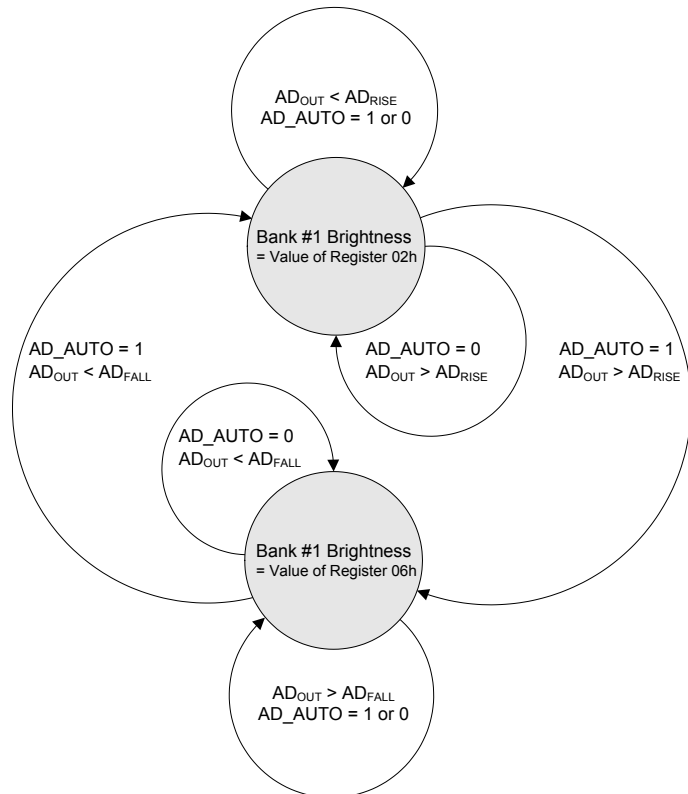 AD_OUT < AD_RISE
AD_AUTO = 1 or 0
Bank #1 Brightness
= Value of Register 02h
AD_AUTO = 1
AD_OUT < AD_FALL
AD_AUTO = 0
AD_OUT > AD_RISE
AD_AUTO = 1
AD_OUT > AD_RISE
AD_AUTO = 0
AD_OUT < AD_FALL
Bank #1 Brightness
= Value of Register 06h
AD_OUT > AD_FALL
AD_AUTO = 1 or 0